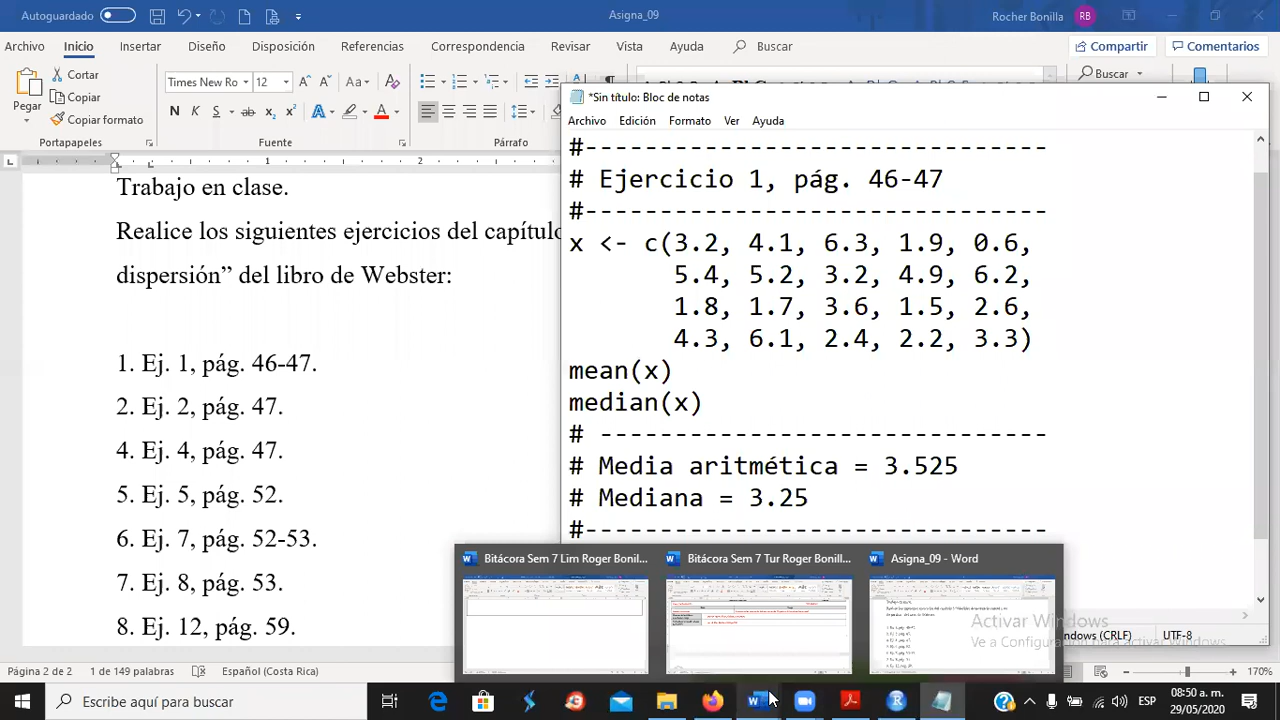 Autoguardado
Asigna_09
Rocher Bonilla
RB
Archivo Inicio Insertar Diseño Disposición Referencias Correspondencia Revisar Vista Ayuda Buscar
Compartir Comentarios
Pegar
Cortar
Copiar
Copiar formato
Portapapeles
Times New Ro 12
N K S ab x₂ x²
Fuente
Párrafo
Buscar
*Sin título: Bloc de notas
Archivo Edición Formato Ver Ayuda
1 2
Trabajo en clase.
Realice los siguientes ejercicios del capítulo
dispersión” del libro de Webster:
1. Ej. 1, pág. 46-47.
2. Ej. 2, pág. 47.
4. Ej. 4, pág. 47.
5. Ej. 5, pág. 52.
6. Ej. 7, pág. 52-53.
7. Ej. 8, pág. 53.
8. Ej. 12, pág. 59.
#-------------------------------
# Ejercicio 1, pág. 46-47
#-------------------------------
x <- c(3.2, 4.1, 6.3, 1.9, 0.6,
5.4, 5.2, 3.2, 4.9, 6.2,
1.8, 1.7, 3.6, 1.5, 2.6,
4.3, 6.1, 2.4, 2.2, 3.3)
mean(x)
median(x)
# ------------------------------
# Media aritmética = 3.525
# Mediana = 3.25
#-------------------------------
Bitácora Sem 7 Lim Roger Bonil...
Bitácora Sem 7 Tur Roger Bonill...
Asigna_09 - Word
Activar Windows
Ve a Configuración para activar Windows.
(CRLF) UTF-8
Página 2 de 2 1 de 49 palabras Español (Costa Rica)
170%
Escribe aquí para buscar
ESP
08:50 a. m.
29/05/2020